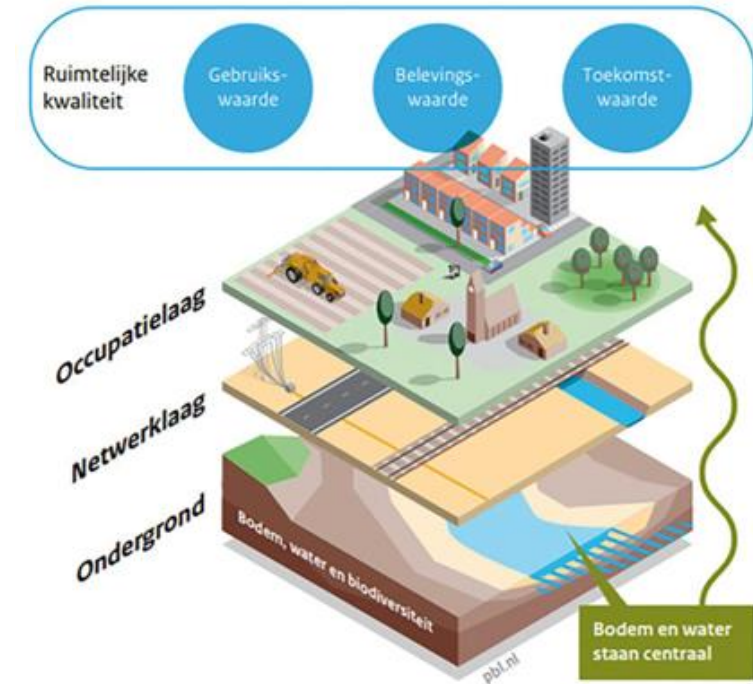 Ruimtelijke
kwaliteit
Gebruiks-
waarde
Belevings-
waarde
Toekomst-
waarde
Occupatielaag
Netwerklaag
Ondergrond
Bodem, water en biodiversiteit
Bodem en water
staan centraal
pbl.nl